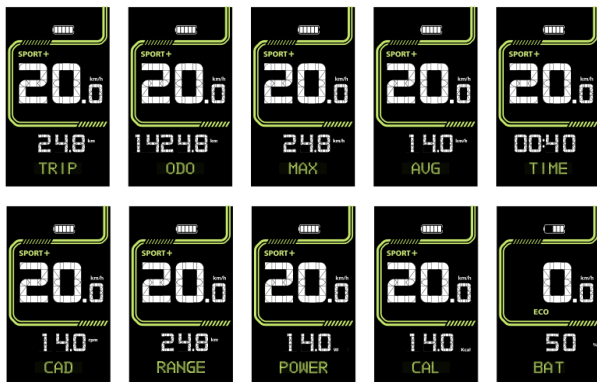 SPORT+
20.0 km/h
24.8 km
TRIP
SPORT+
20.0 km/h
1424.8 km
ODO
SPORT+
20.0 km/h
24.8 km/h
MAX
SPORT+
20.0 km/h
14.0 km/h
AVG
SPORT+
20.0 km/h
00:40
TIME
SPORT+
20.0 km/h
14.0 rpm
CAD
SPORT+
20.0 km/h
24.8 km
RANGE
SPORT+
20.0 km/h
14.0 w
POWER
SPORT+
20.0 km/h
14.0 Kcal
CAL
0.0 km/h
ECO
50 %
BAT